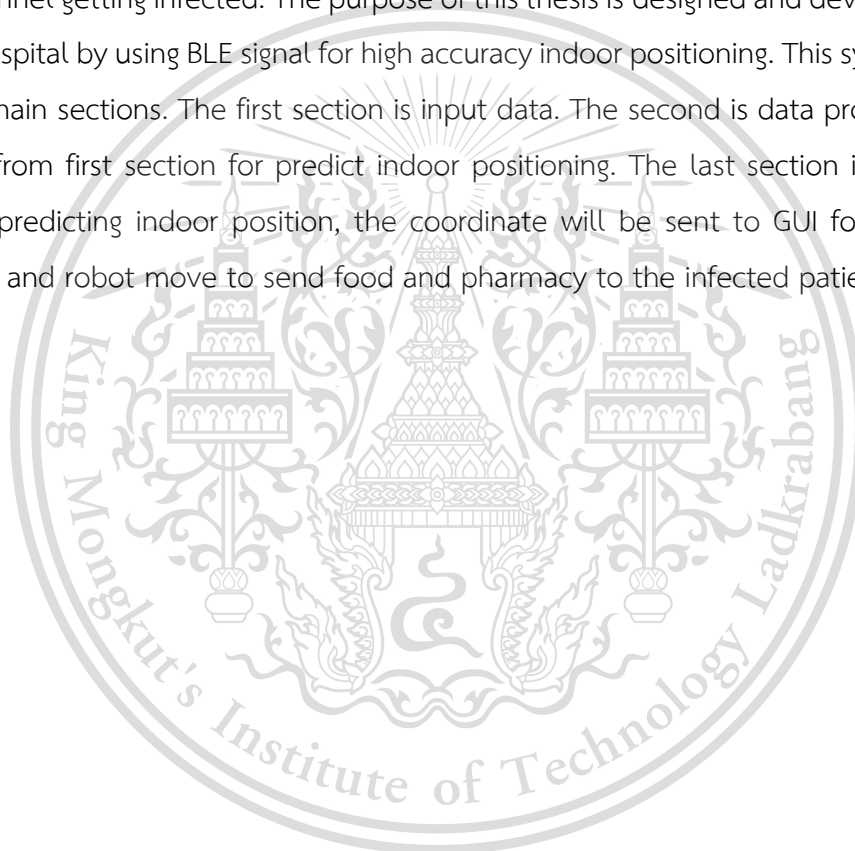 nnel getting infected. The purpose of this thesis is designed and dev
spital by using BLE signal for high accuracy indoor positioning. This sy
main sections. The first section is input data. The second is data pro
from first section for predict indoor positioning. The last section i
predicting indoor position, the coordinate will be sent to GUI fo
and robot move to send food and pharmacy to the infected patie
King Mongkut's Institute of Technology Ladkrabang